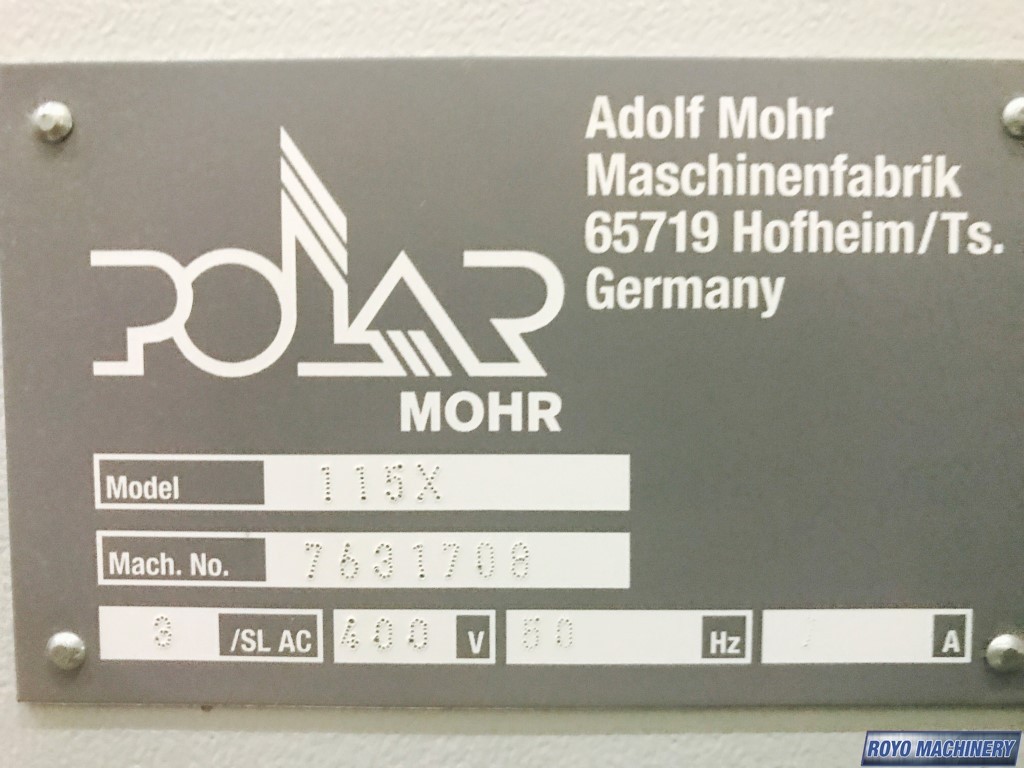 Adolf Mohr
Maschinenfabrik
65719 Hofheim/Ts.
Germany
POLAR
MOHR
Model 115X
Mach. No. 7631708
3 /SL AC 400 V 50 Hz A
ROYO MACHINERY